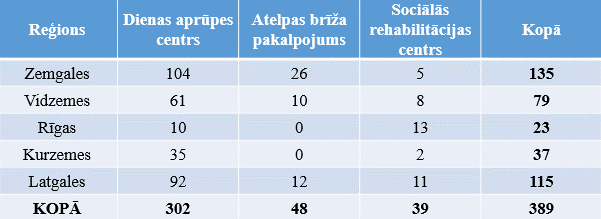 Reģions Dienas aprūpes centrs Atelpas brīža pakalpojums Sociālās rehabilitācijas centrs Kopā
Zemgales 104 26 5 135
Vidzemes 61 10 8 79
Rīgas 10 0 13 23
Kurzemes 35 0 2 37
Latgales 92 12 11 115
KOPĀ 302 48 39 389